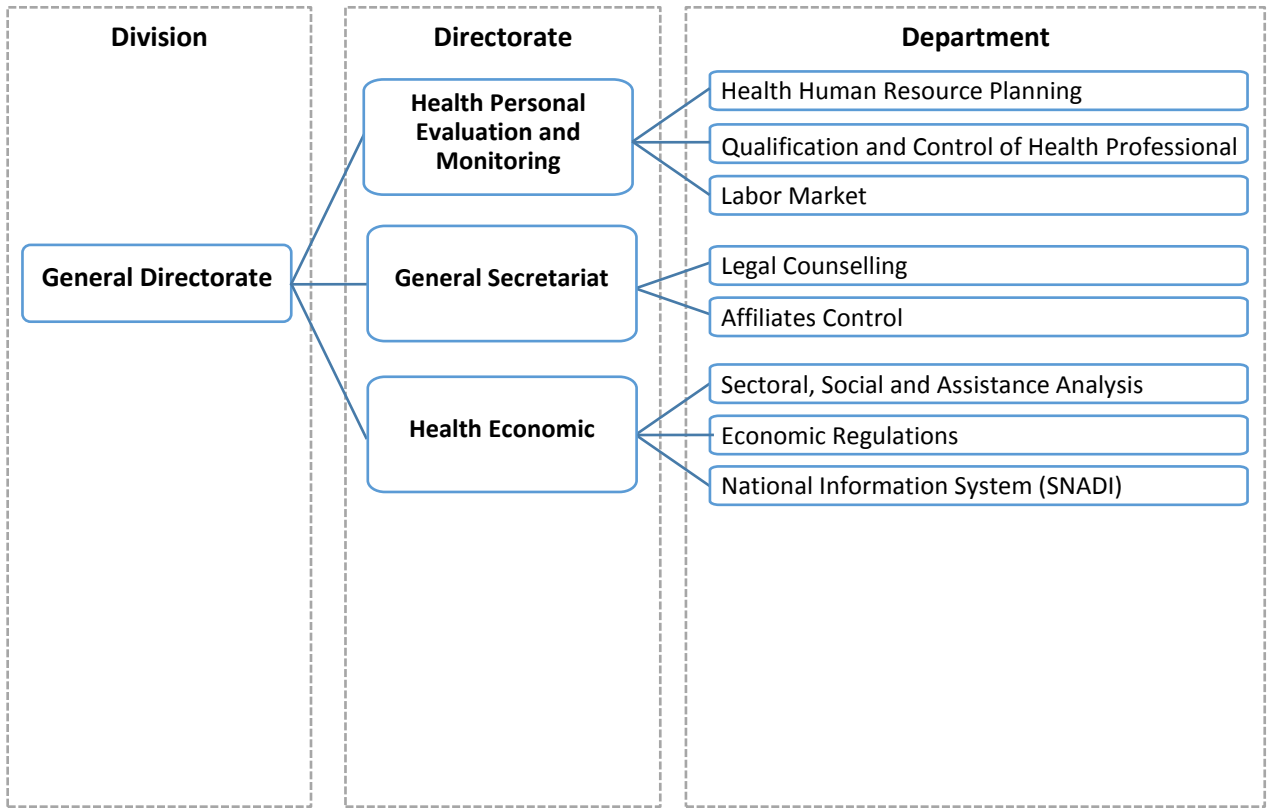 Division
Directorate
Department
Health Personal
Evaluation and
Monitoring
Health Human Resource Planning
Qualification and Control of Health Professional
Labor Market
General Directorate
General Secretariat
Legal Counselling
Affiliates Control
Health Economic
Sectoral, Social and Assistance Analysis
Economic Regulations
National Information System (SNADI)